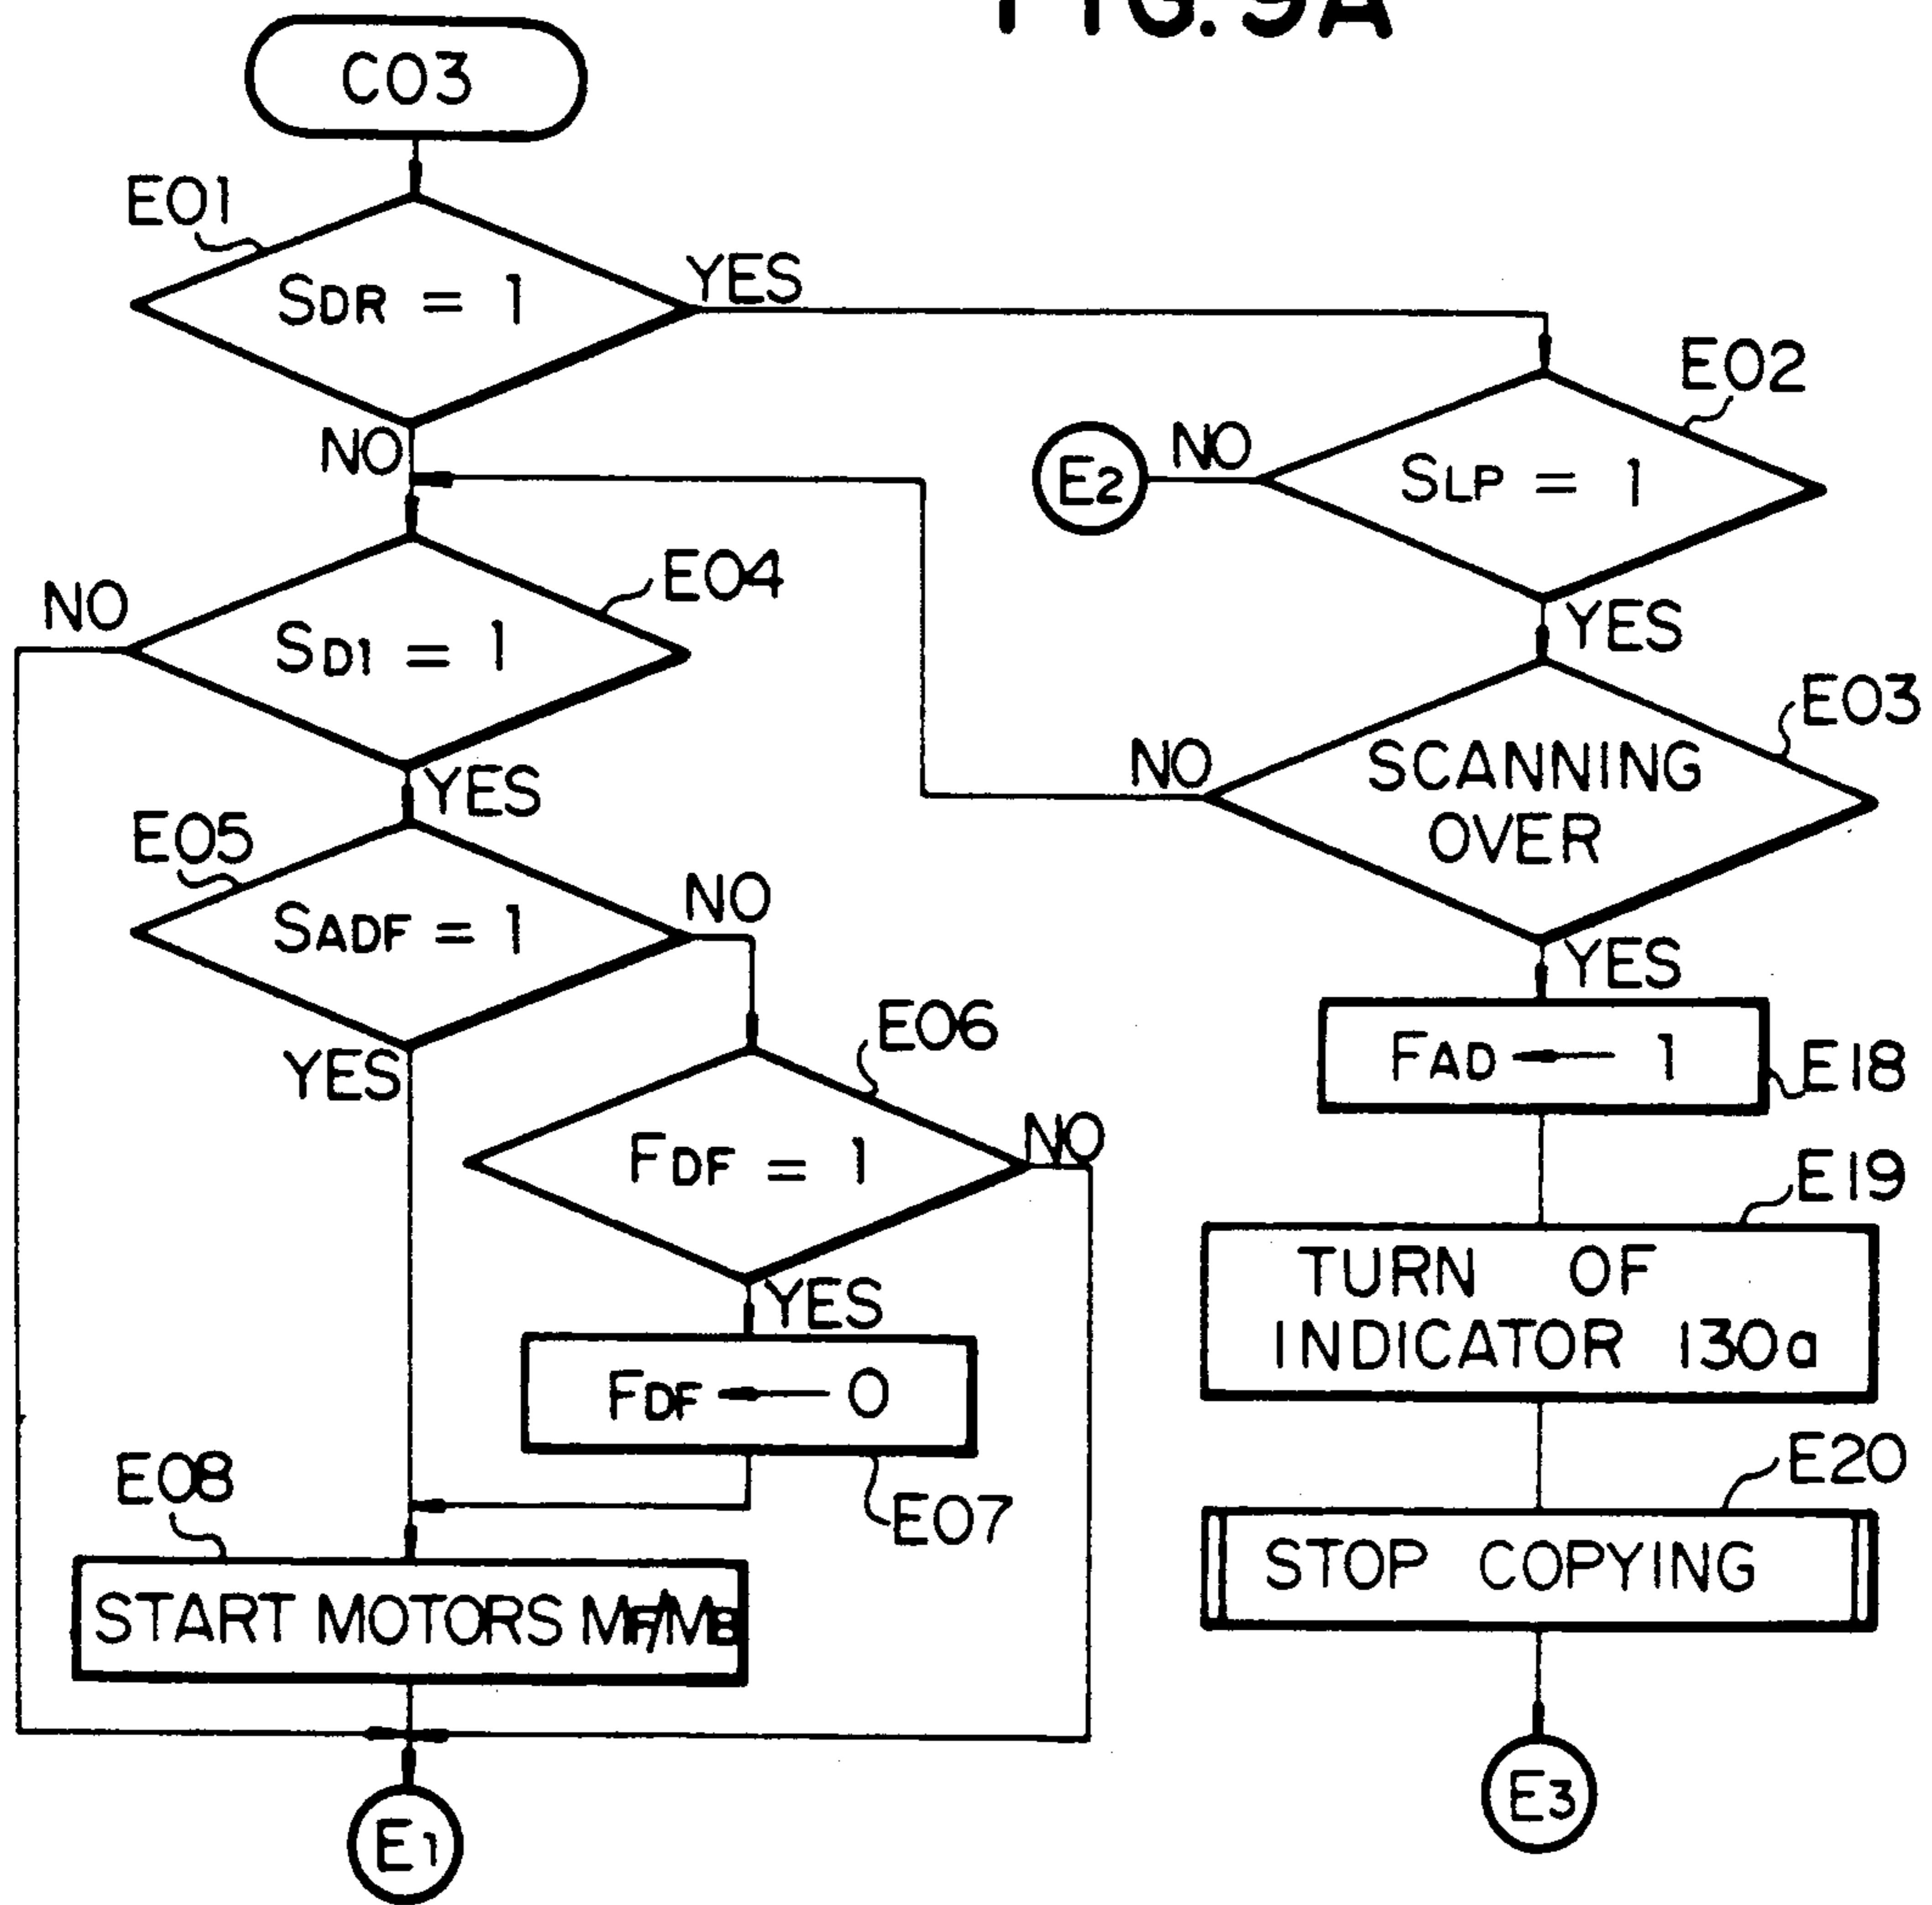 FIG. 9A
CO3
E01
SDR = 1
YES
NO
E02
SLP = 1
NO
E2
YES
E04
SD1 = 1
NO
YES
E03
SCANNING
OVER
NO
YES
E05
SADF = 1
NO
YES
E06
FDF = 1
NO
YES
FAD ← 1
E18
E19
TURN OF
INDICATOR 130a
FDF ← 0
E07
E08
START MOTORS MF/MB
E20
STOP COPYING
E1
E3